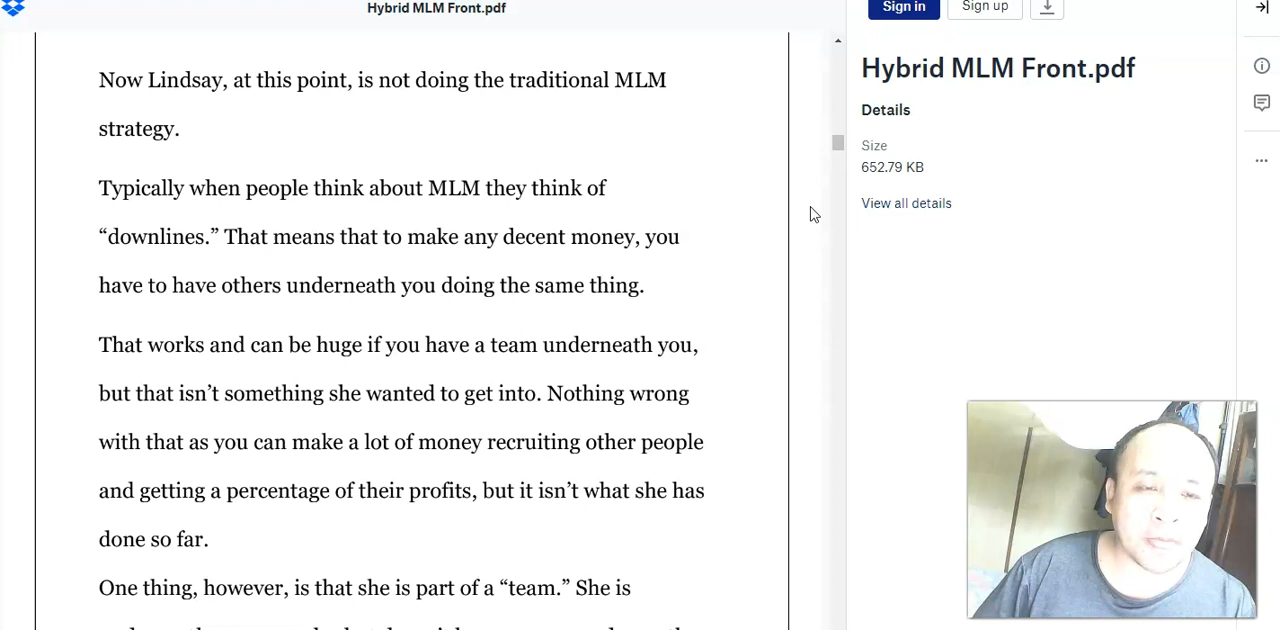 Hybrid MLM Front.pdf
Sign in
Sign up
Now Lindsay, at this point, is not doing the traditional MLM
strategy.
Typically when people think about MLM they think of
“downlines.” That means that to make any decent money, you
have to have others underneath you doing the same thing.
That works and can be huge if you have a team underneath you,
but that isn’t something she wanted to get into. Nothing wrong
with that as you can make a lot of money recruiting other people
and getting a percentage of their profits, but it isn’t what she has
done so far.
One thing, however, is that she is part of a “team.” She is
Hybrid MLM Front.pdf
Details
Size
652.79 KB
View all details